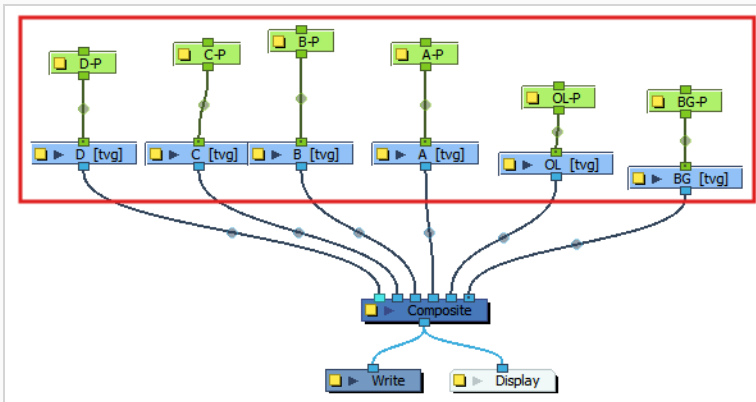 D-P
C-P
B-P
A-P
OL-P
BG-P
D [tvg]
C [tvg]
B [tvg]
A [tvg]
OL [tvg]
BG [tvg]
Composite
Write
Display